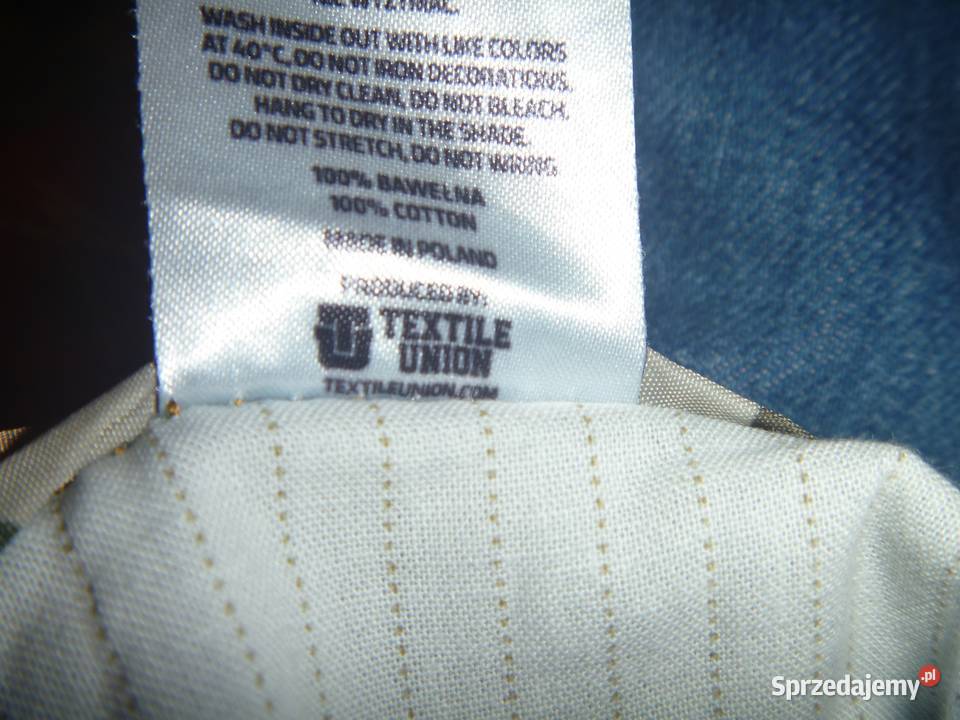 WASH INSIDE OUT WITH LIKE COLORS
AT 40°C, DO NOT IRON DECORATIONS.
DO NOT DRY CLEAN, DO NOT BLEACH.
HANG TO DRY IN THE SHADE.
DO NOT STRETCH, DO NOT WRING.
100% BAWEŁNA
100% COTTON
MADE IN POLAND
PRODUCED BY:
TEXTILE
UNION
TEXTILEUNION.COM
Sprzedajemy.pl